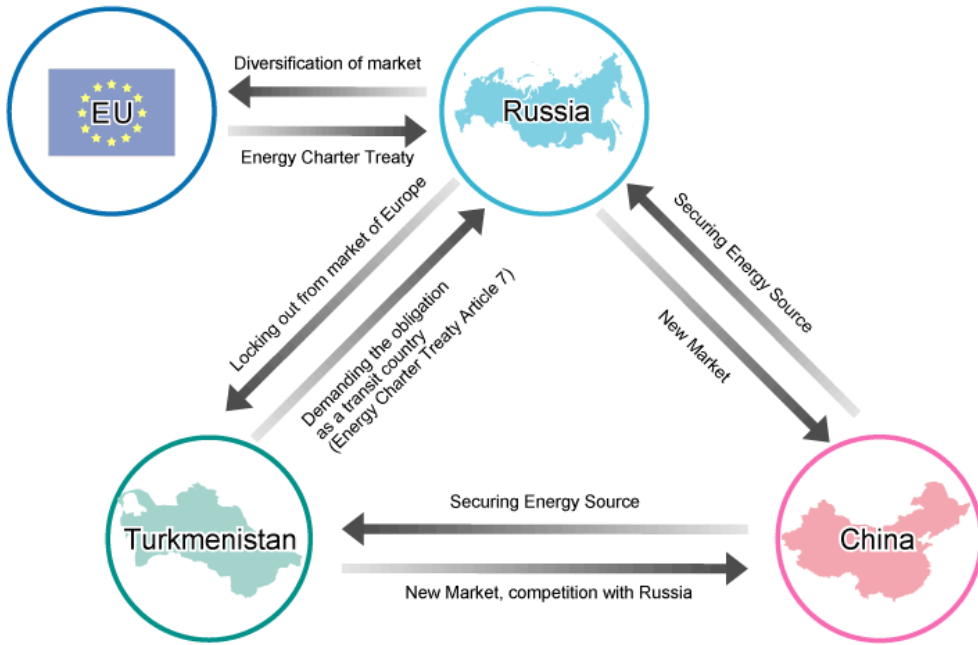 Diversification of market
EU
Russia
Energy Charter Treaty
Locking out from market of Europe
Demanding the obligation
as a transit country
(Energy Charter Treaty Article 7)
Securing Energy Source
New Market
Securing Energy Source
Turkmenistan
China
New Market, competition with Russia